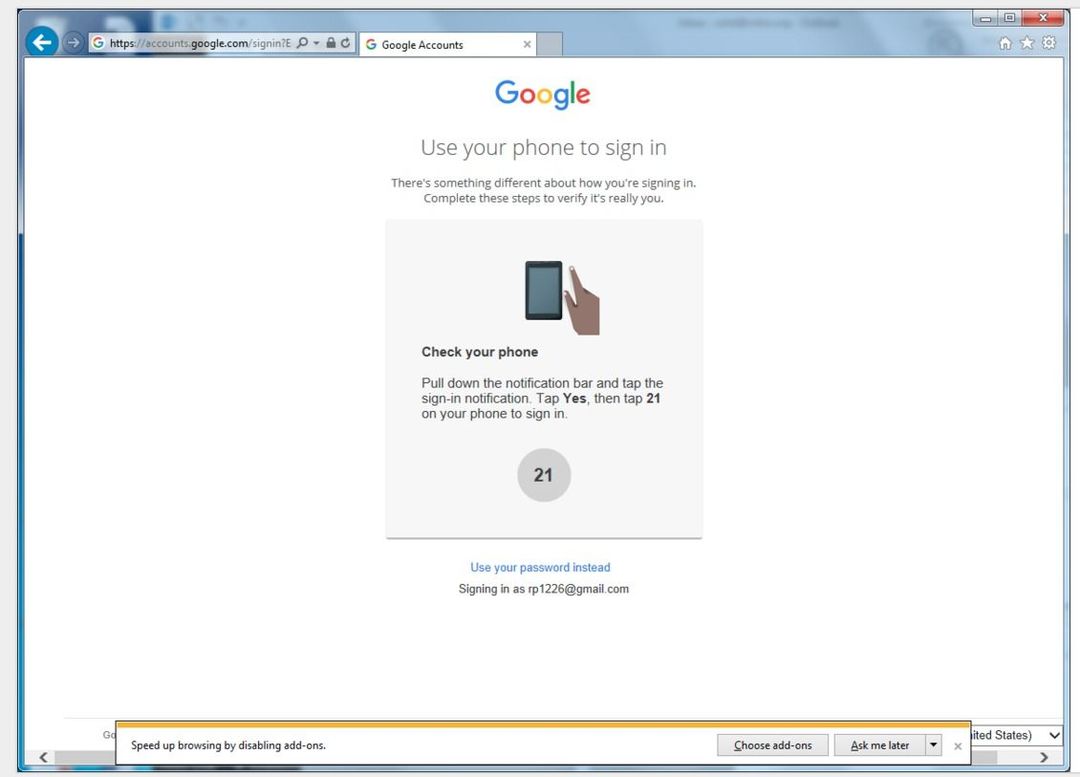 https://accounts.google.com/signin?E
Google Accounts
Google
Use your phone to sign in
There's something different about how you're signing in.
Complete these steps to verify it's really you.
Check your phone
Pull down the notification bar and tap the
sign-in notification. Tap Yes, then tap 21
on your phone to sign in.
21
Use your password instead
Signing in as rp1226@gmail.com
Go
ited States)
Speed up browsing by disabling add-ons.
Choose add-ons
Ask me later